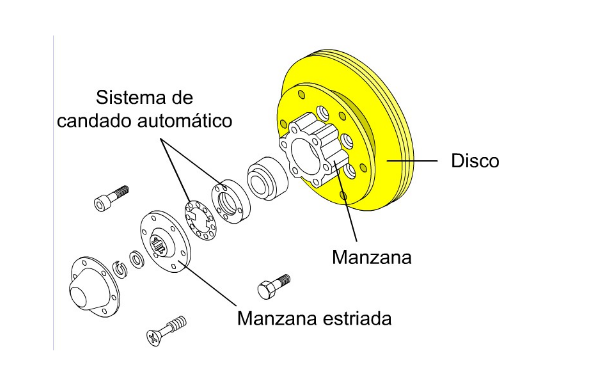 Sistema de
candado automático
Disco
Manzana
Manzana estriada